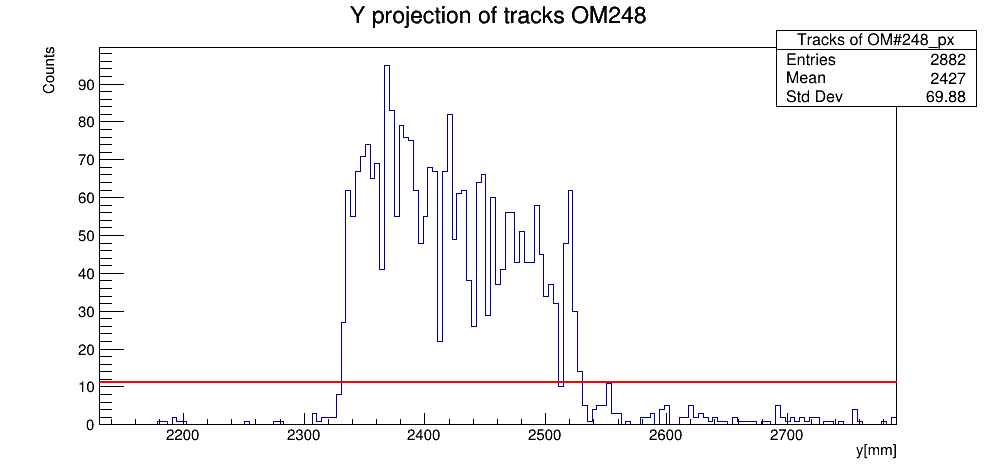 Y projection of tracks OM248
Tracks of OM#248_px
Entries 2882
Mean 2427
Std Dev 69.88
Counts
90
80
70
60
50
40
30
20
10
0
2200 2300 2400 2500 2600 2700
y[mm]